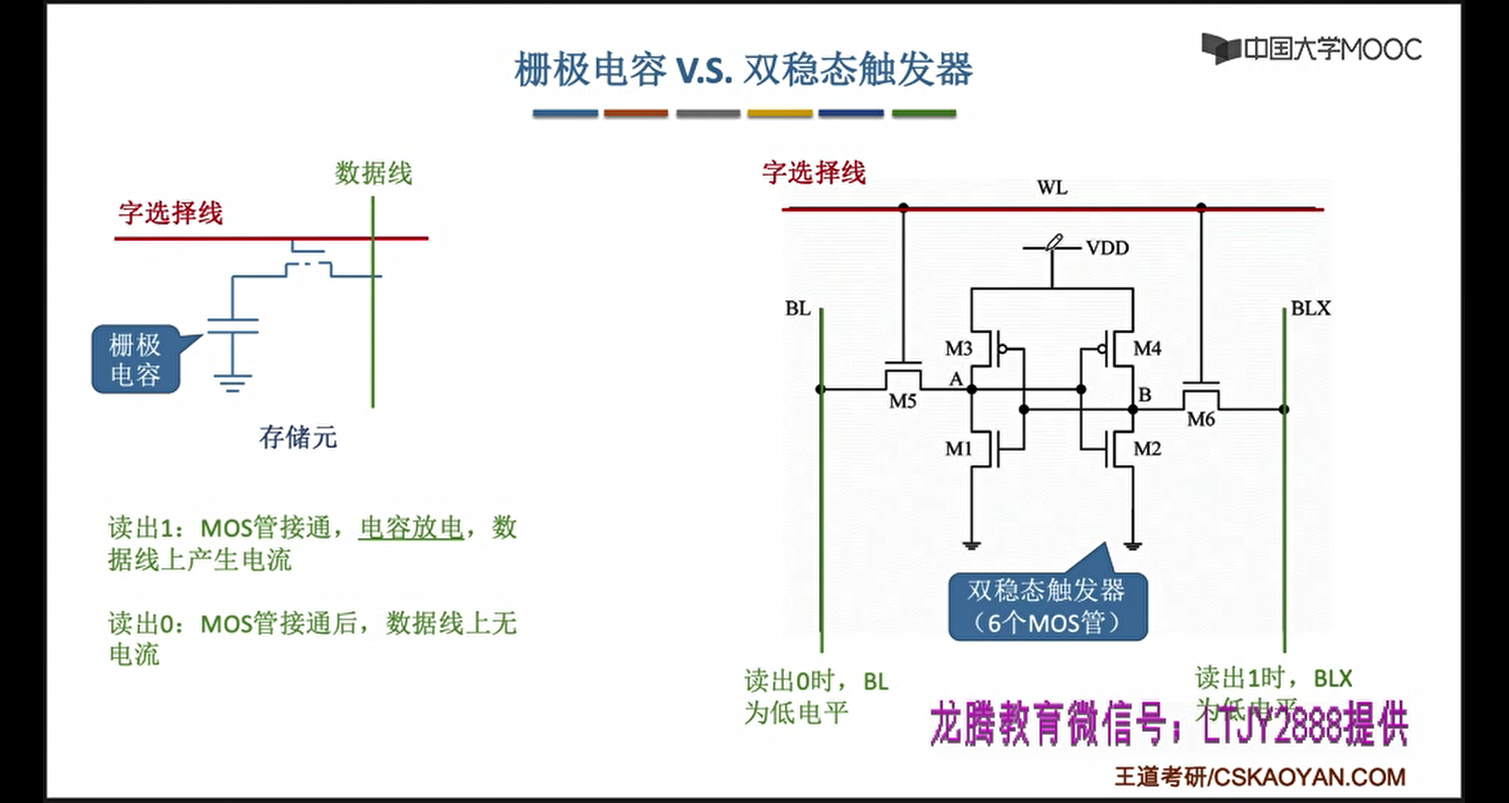 中国大学MOOC
栅极电容 V.S. 双稳态触发器
数据线
字选择线
栅极
电容
存储元
读出1：MOS管接通，电容放电，数
据线上产生电流
读出0：MOS管接通后，数据线上无
电流
字选择线
WL
VDD
BL
BLX
M3
M4
A
B
M5
M6
M1
M2
双稳态触发器
（6个MOS管）
读出0时，BL
为低电平
读出1时，BLX
为低电平
龙腾教育微信号；LTJY2888提供
王道考研/CSKAOYAN.COM